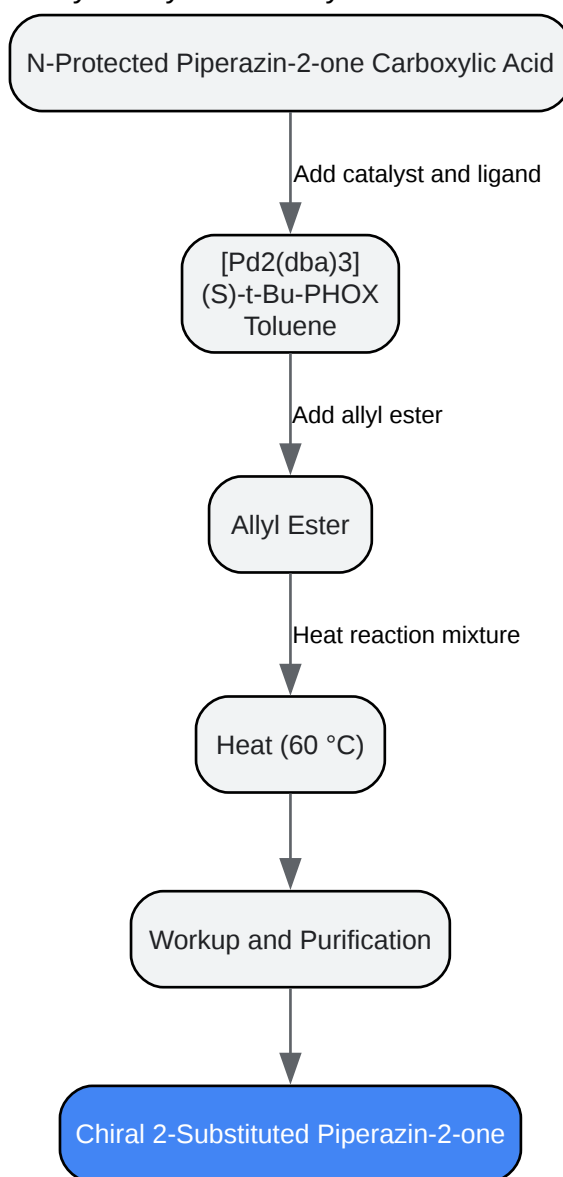 N-Protected Piperazin-2-one Carboxylic Acid
Add catalyst and ligand
[Pd2(dba)3]
(S)-t-Bu-PHOX
Toluene
Add allyl ester
Allyl Ester
Heat reaction mixture
Heat (60 °C)
Workup and Purification
Chiral 2-Substituted Piperazin-2-one